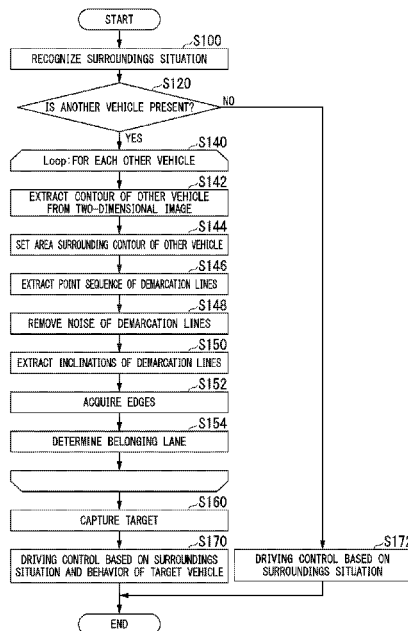 START
S100
RECOGNIZE SURROUNDINGS SITUATION
S120
IS ANOTHER VEHICLE PRESENT?
NO
YES
S140
Loop:FOR EACH OTHER VEHICLE
S142
EXTRACT CONTOUR OF OTHER VEHICLE
FROM TWO-DIMENSIONAL IMAGE
S144
SET AREA SURROUNDING CONTOUR OF OTHER VEHICLE
S146
EXTRACT POINT SEQUENCE OF DEMARCATION LINES
S148
REMOVE NOISE OF DEMARCATION LINES
S150
EXTRACT INCLINATIONS OF DEMARCATION LINES
S152
ACQUIRE EDGES
S154
DETERMINE BELONGING LANE
S160
CAPTURE TARGET
S170
DRIVING CONTROL BASED ON SURROUNDINGS
SITUATION AND BEHAVIOR OF TARGET VEHICLE
S172
DRIVING CONTROL BASED ON
SURROUNDINGS SITUATION
END